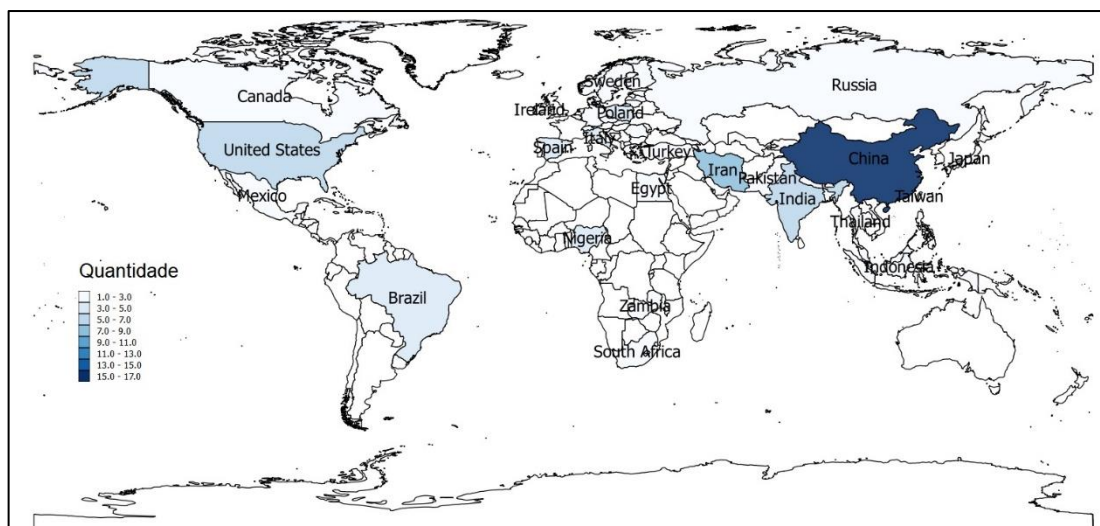 Sweden
Canada
Russia
Ireland
Poland
Italy
United States
Spain
Turkey
China
Japan
Iran
Pakistan
Mexico
Egypt
India
Taiwan
Thailand
Nigeria
Indonesia
Quantidade
1.0 - 3.0
3.0 - 5.0
5.0 - 7.0
7.0 - 9.0
9.0 - 11.0
11.0 - 13.0
13.0 - 15.0
15.0 - 17.0
Brazil
Zambia
South Africa